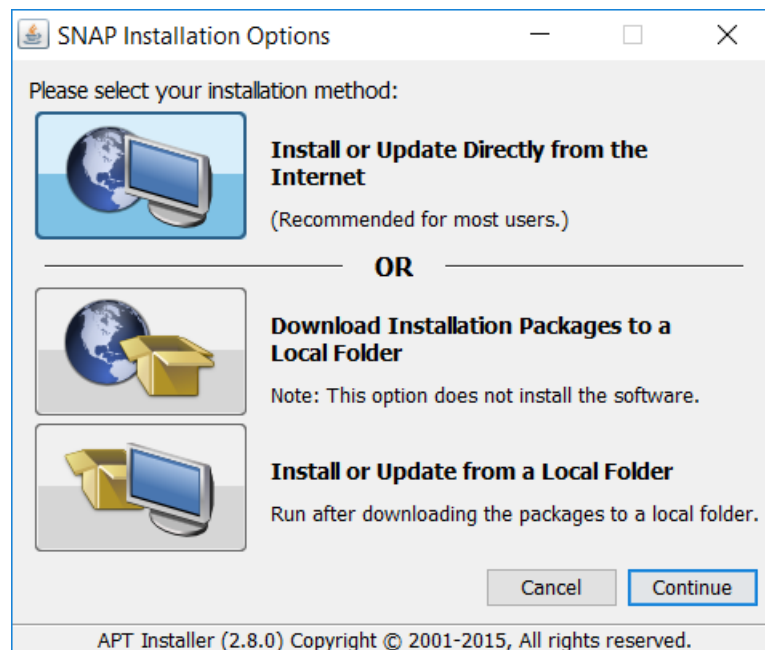 SNAP Installation Options
Please select your installation method:
Install or Update Directly from the
Internet
(Recommended for most users.)
OR
Download Installation Packages to a
Local Folder
Note: This option does not install the software.
Install or Update from a Local Folder
Run after downloading the packages to a local folder.
Cancel
Continue
APT Installer (2.8.0) Copyright © 2001-2015, All rights reserved.